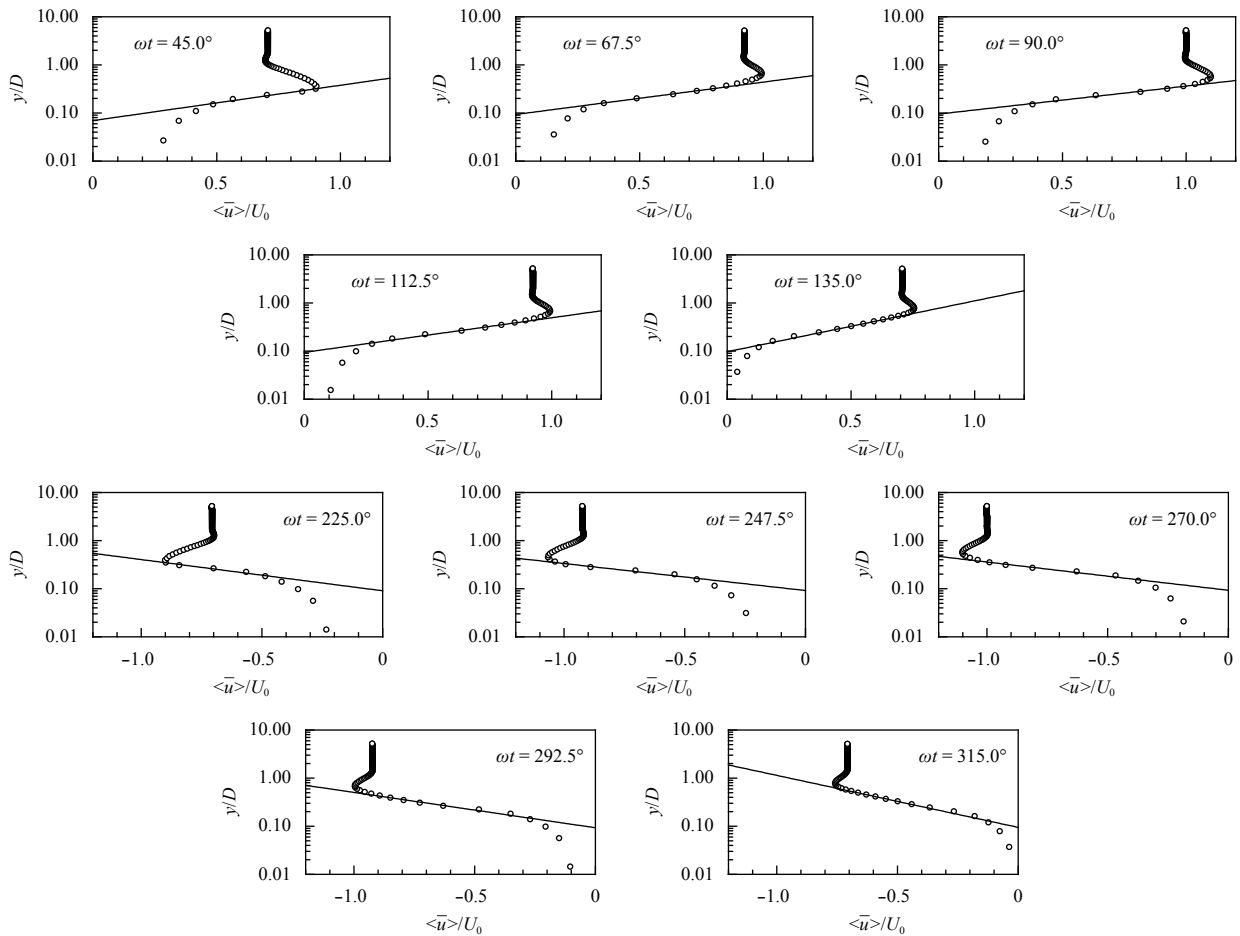 10.00 10.00 10.00
ωt = 45.0° ωt = 67.5° ωt = 90.0°
1.00 1.00 1.00
y/D y/D y/D
0.10 0.10 0.10
0.01 0.01 0.01
0 0.5 1.0 0 0.5 1.0 0 0.5 1.0
<u̅>/U₀ <u̅>/U₀ <u̅>/U₀
10.00 10.00
ωt = 112.5° ωt = 135.0°
1.00 1.00
y/D y/D
0.10 0.10
0.01 0.01
0 0.5 1.0 0 0.5 1.0
<u̅>/U₀ <u̅>/U₀
10.00 10.00 10.00
ωt = 225.0° ωt = 247.5° ωt = 270.0°
1.00 1.00 1.00
y/D y/D y/D
0.10 0.10 0.10
0.01 0.01 0.01
−1.0 −0.5 0 −1.0 −0.5 0 −1.0 −0.5 0
<u̅>/U₀ <u̅>/U₀ <u̅>/U₀
10.00 10.00
ωt = 292.5° ωt = 315.0°
1.00 1.00
y/D y/D
0.10 0.10
0.01 0.01
−1.0 −0.5 0 −1.0 −0.5 0
<u̅>/U₀ <u̅>/U₀